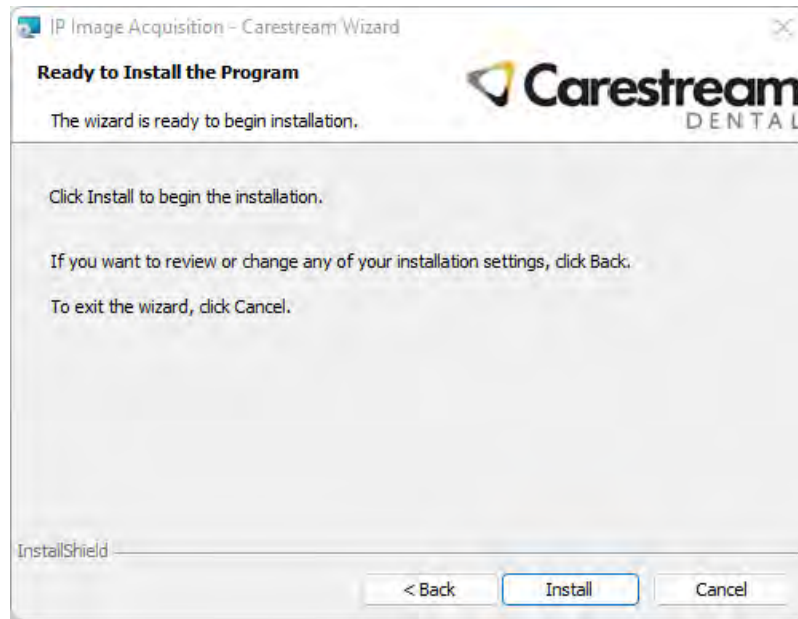 IP Image Acquisition - Carestream Wizard
Ready to Install the Program
The wizard is ready to begin installation.
Carestream
DENTAL
Click Install to begin the installation.
If you want to review or change any of your installation settings, click Back.
To exit the wizard, click Cancel.
InstallShield
< Back
Install
Cancel